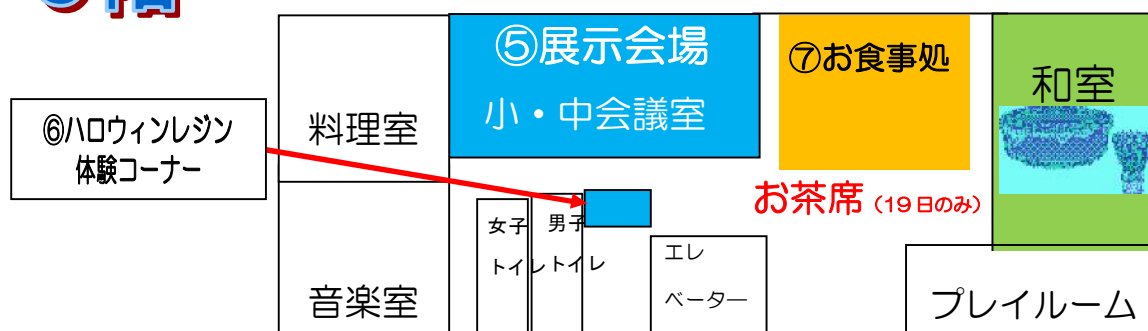 ⑤展示会場
小・中会議室
⑦お食事処
和室
⑥ハロウィンレジン
体験コーナー
料理室
お茶席（19日のみ）
女子
トイレ
男子
トイレ
エレ
ベーター
音楽室
プレイルーム